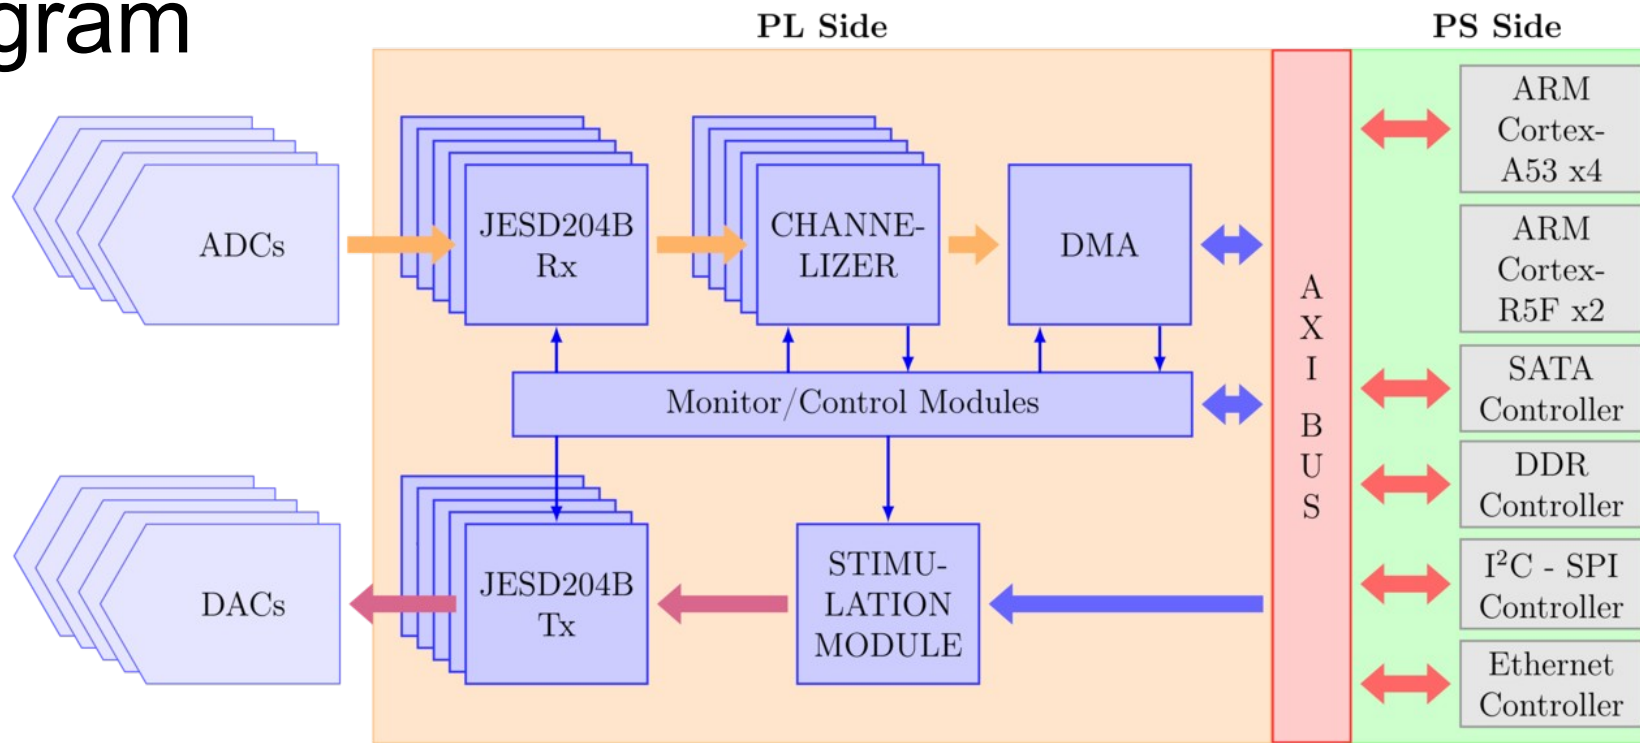 gram
PL Side
PS Side
ADCs
JESD204B
Rx
CHANNE-
LIZER
DMA
Monitor/Control Modules
DACs
JESD204B
Tx
STIMU-
LATION
MODULE
A
X
I
B
U
S
ARM
Cortex-
A53 x4
ARM
Cortex-
R5F x2
SATA
Controller
DDR
Controller
I²C - SPI
Controller
Ethernet
Controller